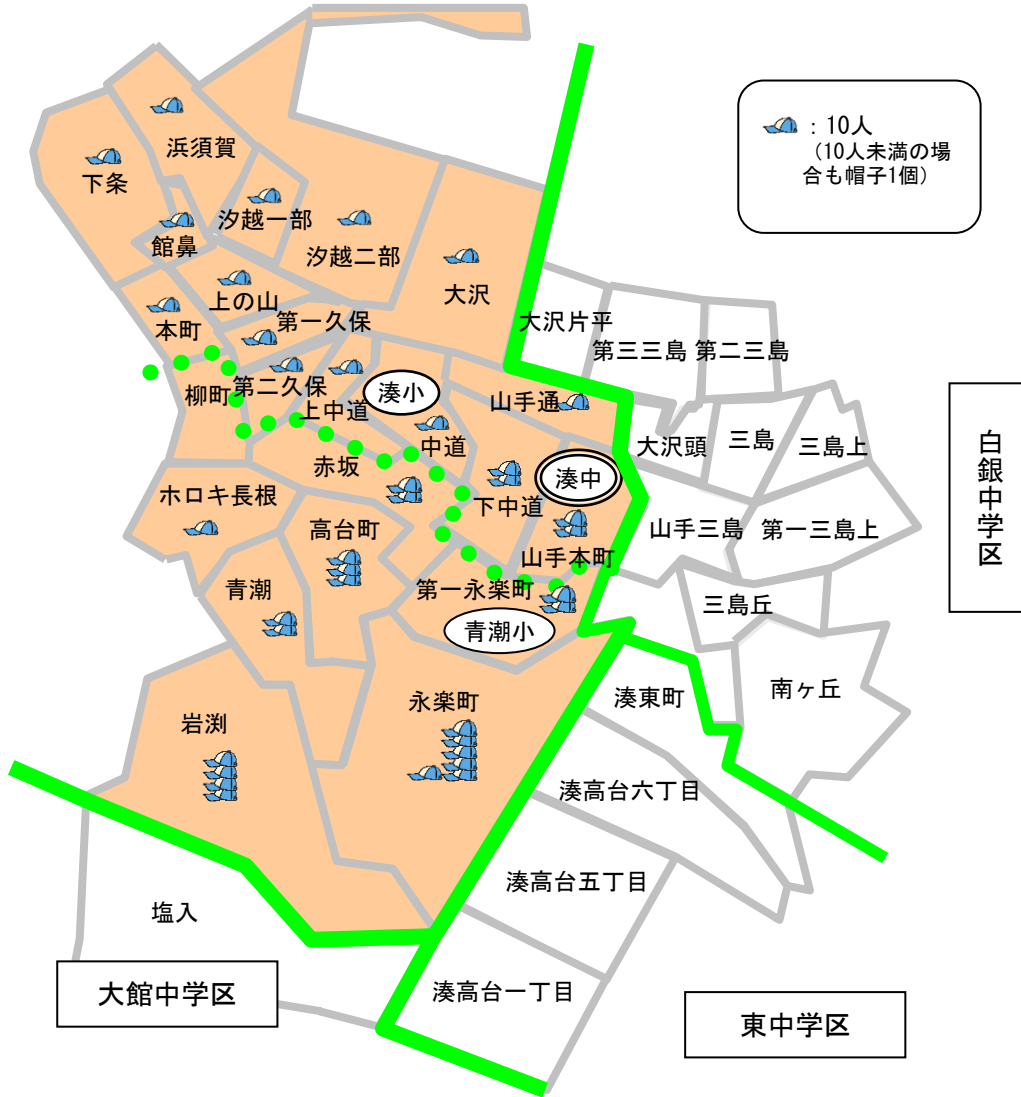 ：10人
（10人未満の場
合も帽子1個）
浜須賀
下条
汐越一部
館鼻
汐越二部
大沢
上の山
本町
第一久保
大沢片平
第三三島
第二三島
柳町
第二久保
湊小
山手通
上中道
中道
大沢頭
三島
三島上
白銀中学区
赤坂
湊中
ホロキ長根
下中道
高台町
山手三島
第一三島上
山手本町
青潮
第一永楽町
三島丘
青潮小
南ヶ丘
湊東町
永楽町
岩渕
湊高台六丁目
湊高台五丁目
塩入
大館中学区
湊高台一丁目
東中学区